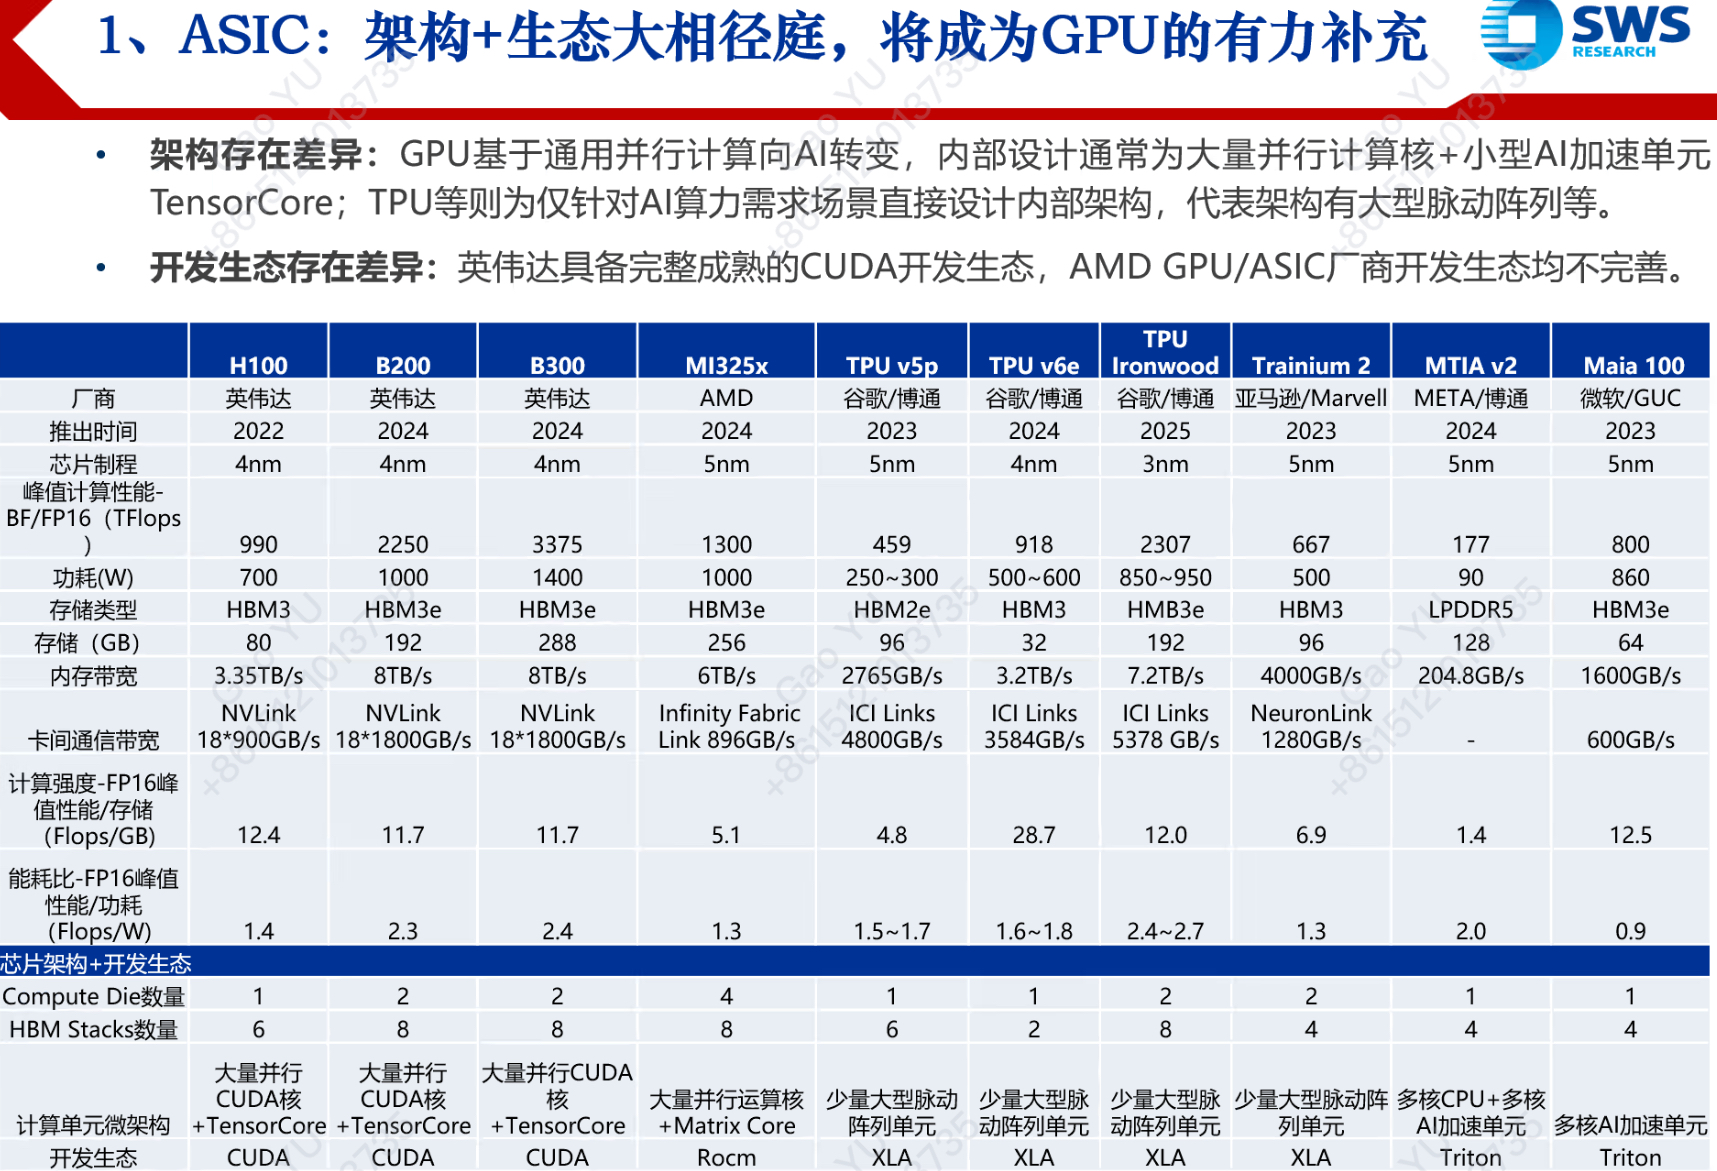 1、ASIC：架构+生态大相径庭，将成为GPU的有力补充
SWS
RESEARCH
• 架构存在差异：GPU基于通用并行计算向AI转变，内部设计通常为大量并行计算核+小型AI加速单元
TensorCore；TPU等则为仅针对AI算力需求场景直接设计内部架构，代表架构有大型脉动阵列等。
• 开发生态存在差异：英伟达具备完整成熟的CUDA开发生态，AMD GPU/ASIC厂商开发生态均不完善。
H100 B200 B300 MI325x TPU v5p TPU v6e TPU Ironwood Trainium 2 MTIA v2 Maia 100
厂商 英伟达 英伟达 英伟达 AMD 谷歌/博通 谷歌/博通 谷歌/博通 亚马逊/Marvell META/博通 微软/GUC
推出时间 2022 2024 2024 2024 2023 2024 2025 2023 2024 2023
芯片制程 4nm 4nm 4nm 5nm 5nm 4nm 3nm 5nm 5nm 5nm
峰值计算性能-BF/FP16（TFlops） 990 2250 3375 1300 459 918 2307 667 177 800
功耗(W) 700 1000 1400 1000 250~300 500~600 850~950 500 90 860
存储类型 HBM3 HBM3e HBM3e HBM3e HBM2e HBM3 HMB3e HBM3 LPDDR5 HBM3e
存储（GB） 80 192 288 256 96 32 192 96 128 64
内存带宽 3.35TB/s 8TB/s 8TB/s 6TB/s 2765GB/s 3.2TB/s 7.2TB/s 4000GB/s 204.8GB/s 1600GB/s
卡间通信带宽 NVLink 18*900GB/s NVLink 18*1800GB/s NVLink 18*1800GB/s Infinity Fabric Link 896GB/s ICI Links 4800GB/s ICI Links 3584GB/s ICI Links 5378 GB/s NeuronLink 1280GB/s - 600GB/s
计算强度-FP16峰值性能/存储（Flops/GB) 12.4 11.7 11.7 5.1 4.8 28.7 12.0 6.9 1.4 12.5
能耗比-FP16峰值性能/功耗（Flops/W) 1.4 2.3 2.4 1.3 1.5~1.7 1.6~1.8 2.4~2.7 1.3 2.0 0.9
芯片架构+开发生态
Compute Die数量 1 2 2 4 1 1 2 2 1 1
HBM Stacks数量 6 8 8 8 6 2 8 4 4 4
计算单元微架构 大量并行CUDA核+TensorCore 大量并行CUDA核+TensorCore 大量并行CUDA核+TensorCore 大量并行运算核+Matrix Core 少量大型脉动阵列单元 少量大型脉动阵列单元 少量大型脉动阵列单元 少量大型脉动阵列单元 多核CPU+多核AI加速单元 多核AI加速单元
开发生态 CUDA CUDA CUDA Rocm XLA XLA XLA XLA Triton Triton
Gao YU
+8615121013735
Gao YU
+8615121013735
Gao YU
+8615121013735
Gao YU
+8615121013735
Gao YU
+8615121013735
Gao YU
+8615121013735